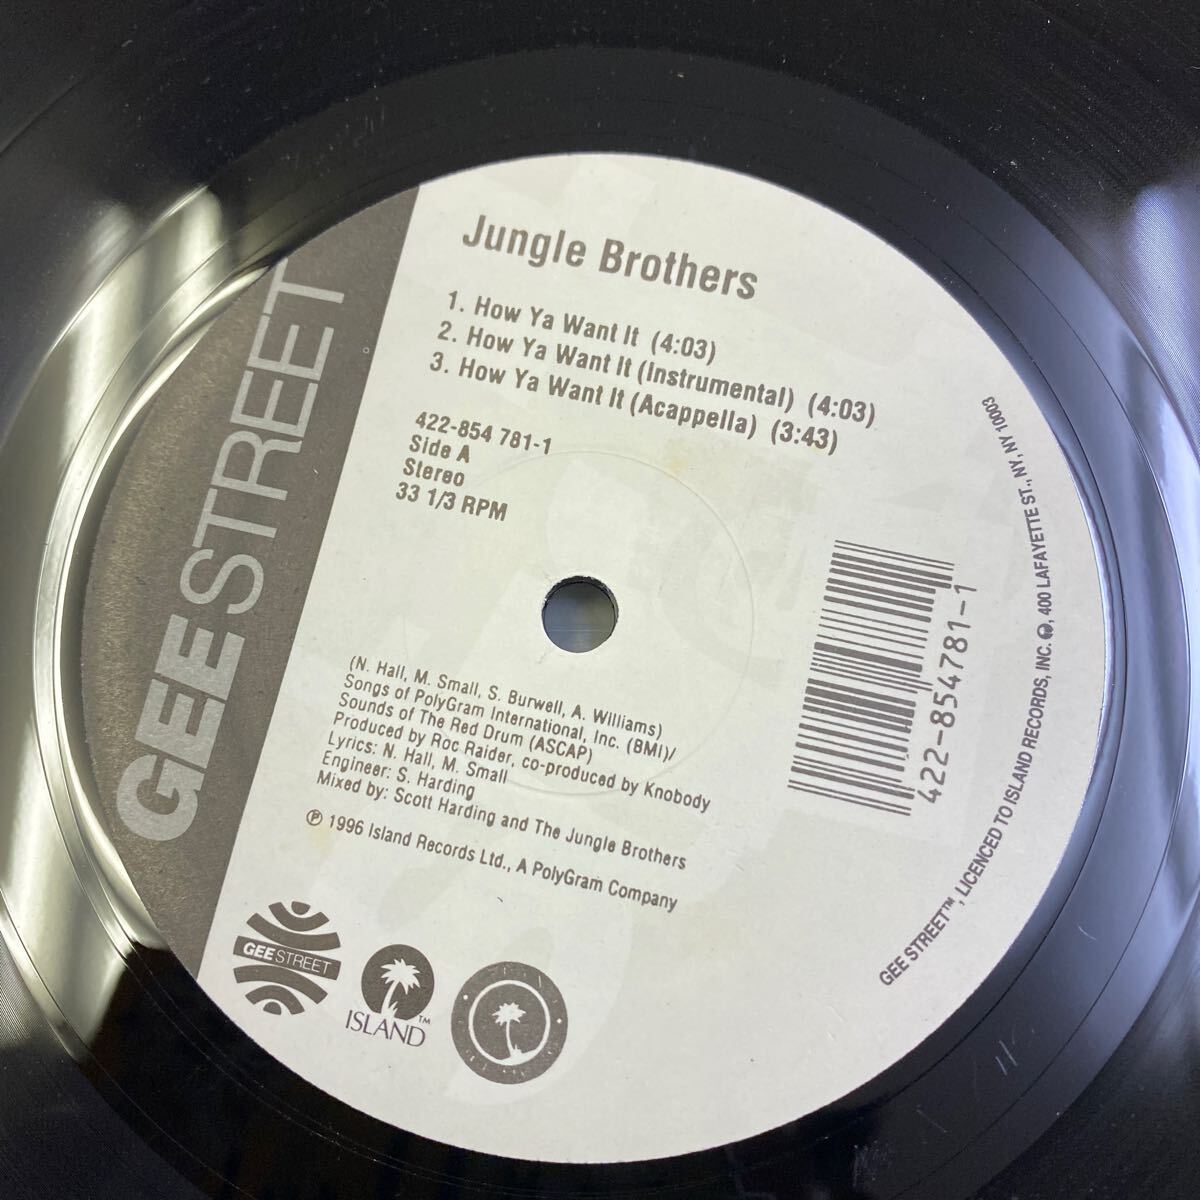 GEE STREET
Jungle Brothers
1. How Ya Want It (4:03)
2. How Ya Want It (Instrumental) (4:03)
3. How Ya Want It (Acappella) (3:43)
422-854 781-1
Side A
Stereo
33 1/3 RPM
(N. Hall, M. Small, S. Burwell, A. Williams)
Songs of PolyGram International, Inc. (BMI)/
Sounds of The Red Drum (ASCAP)
Produced by Roc Raider, co-produced by Knobody
Lyrics: N. Hall, M. Small
Engineer: S. Harding
Mixed by: Scott Harding and The Jungle Brothers
℗ 1996 Island Records Ltd., A PolyGram Company
422-854781-1
GEE STREET™, LICENCED TO ISLAND RECORDS, INC. , 400 LAFAYETTE ST., NY, NY 10003
GEE STREET
ISLAND™